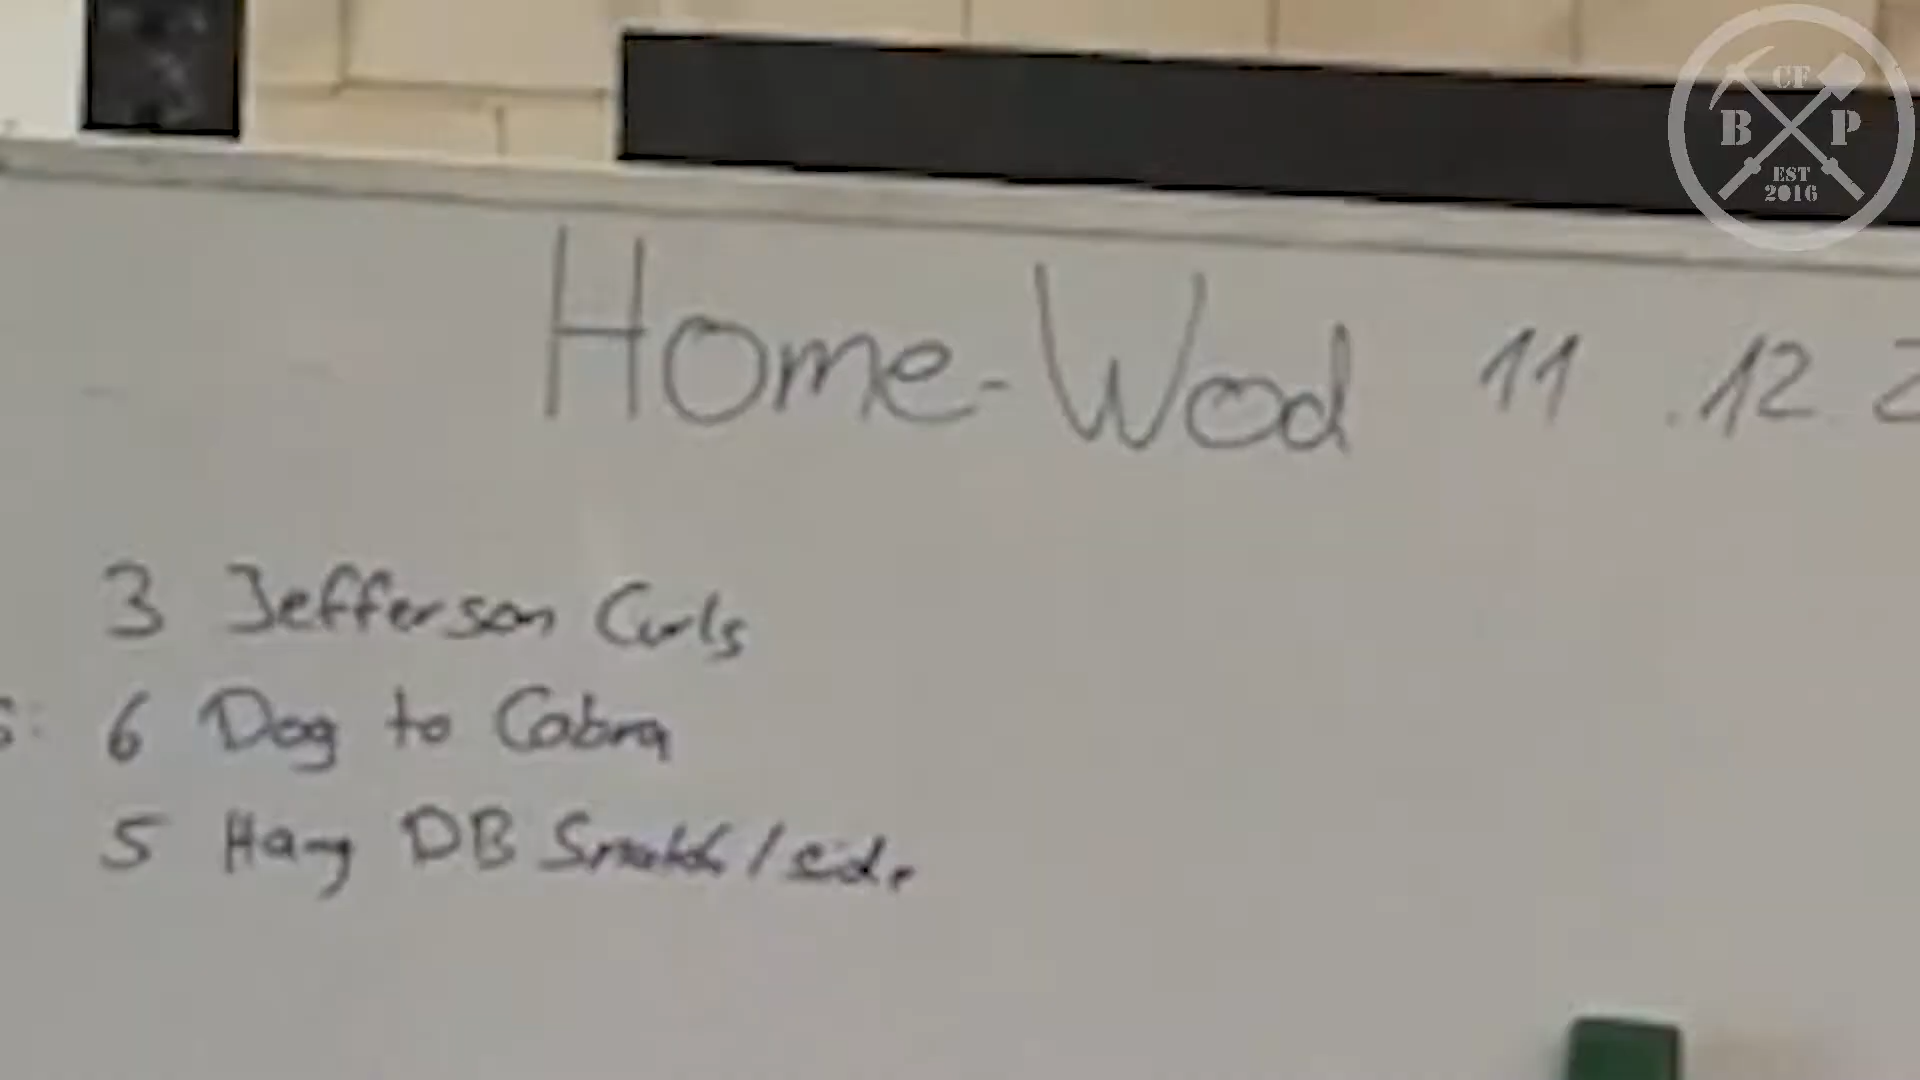 CF
B P
EST
2016
Home-Wod 11.12.2
3 Jefferson Curls
6 Dog to Cobra
5 Hang DB Snatch/side